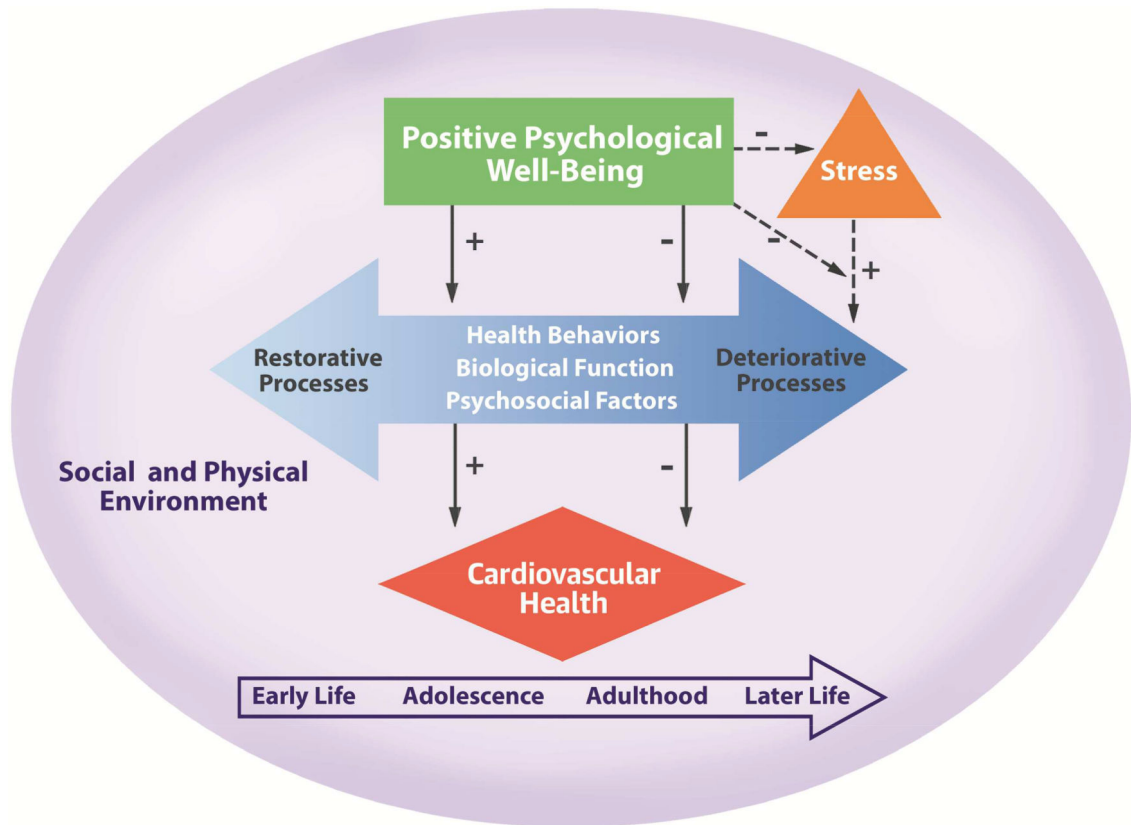 Positive Psychological
Well-Being
-
Stress
+
-
-
+
Health Behaviors
Biological Function
Psychosocial Factors
Restorative
Processes
Deteriorative
Processes
+
-
Social and Physical
Environment
Cardiovascular
Health
Early Life Adolescence Adulthood Later Life